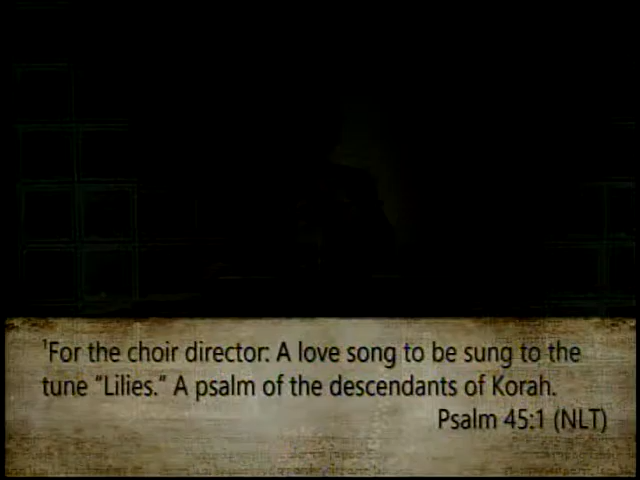 ¹For the choir director: A love song to be sung to the
tune "Lilies." A psalm of the descendants of Korah.
Psalm 45:1 (NLT)